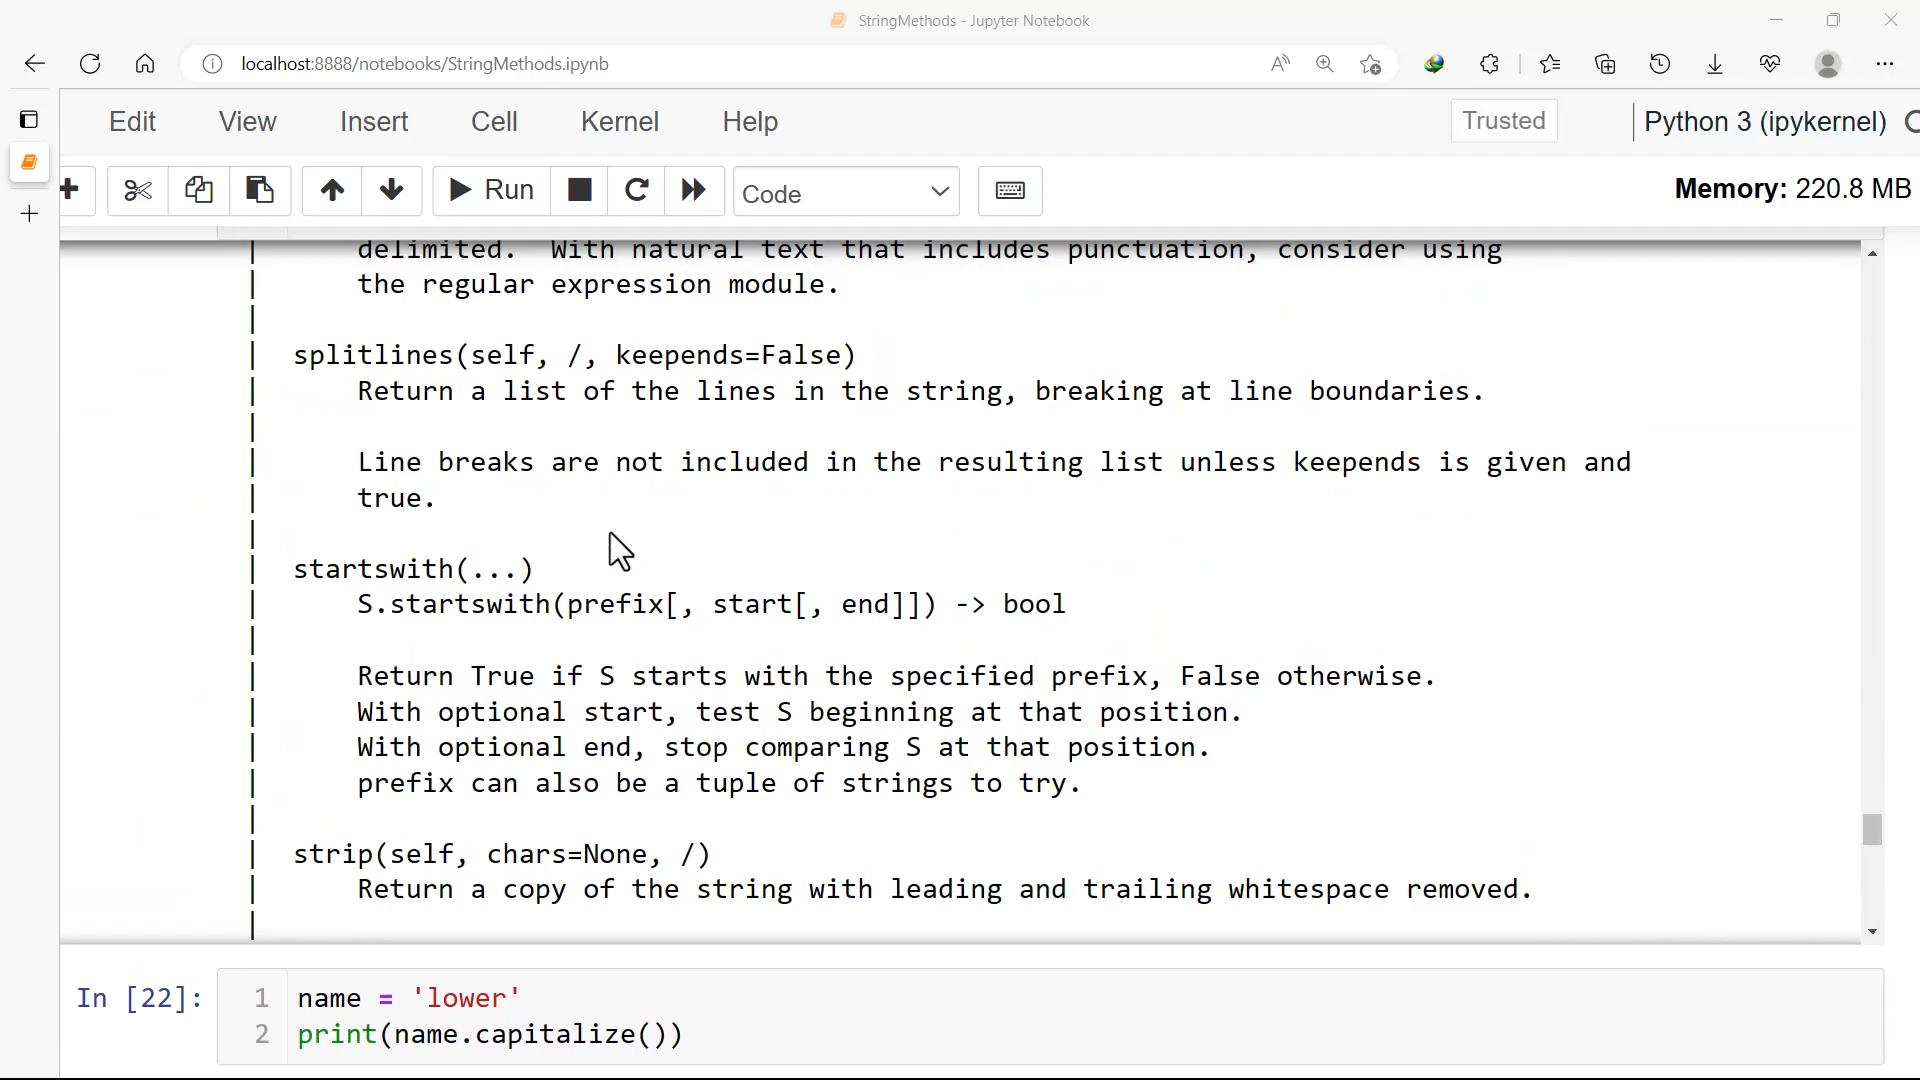 StringMethods - Jupyter Notebook
localhost:8888/notebooks/StringMethods.ipynb
Edit View Insert Cell Kernel Help Trusted Python 3 (ipykernel)
Run Code Memory: 220.8 MB
delimited. With natural text that includes punctuation, consider using
the regular expression module.
splitlines(self, /, keepends=False)
Return a list of the lines in the string, breaking at line boundaries.
Line breaks are not included in the resulting list unless keepends is given and
true.
startswith(...)
S.startswith(prefix[, start[, end]]) -> bool
Return True if S starts with the specified prefix, False otherwise.
With optional start, test S beginning at that position.
With optional end, stop comparing S at that position.
prefix can also be a tuple of strings to try.
strip(self, chars=None, /)
Return a copy of the string with leading and trailing whitespace removed.
In [22]: 1 name = 'lower'
2 print(name.capitalize())